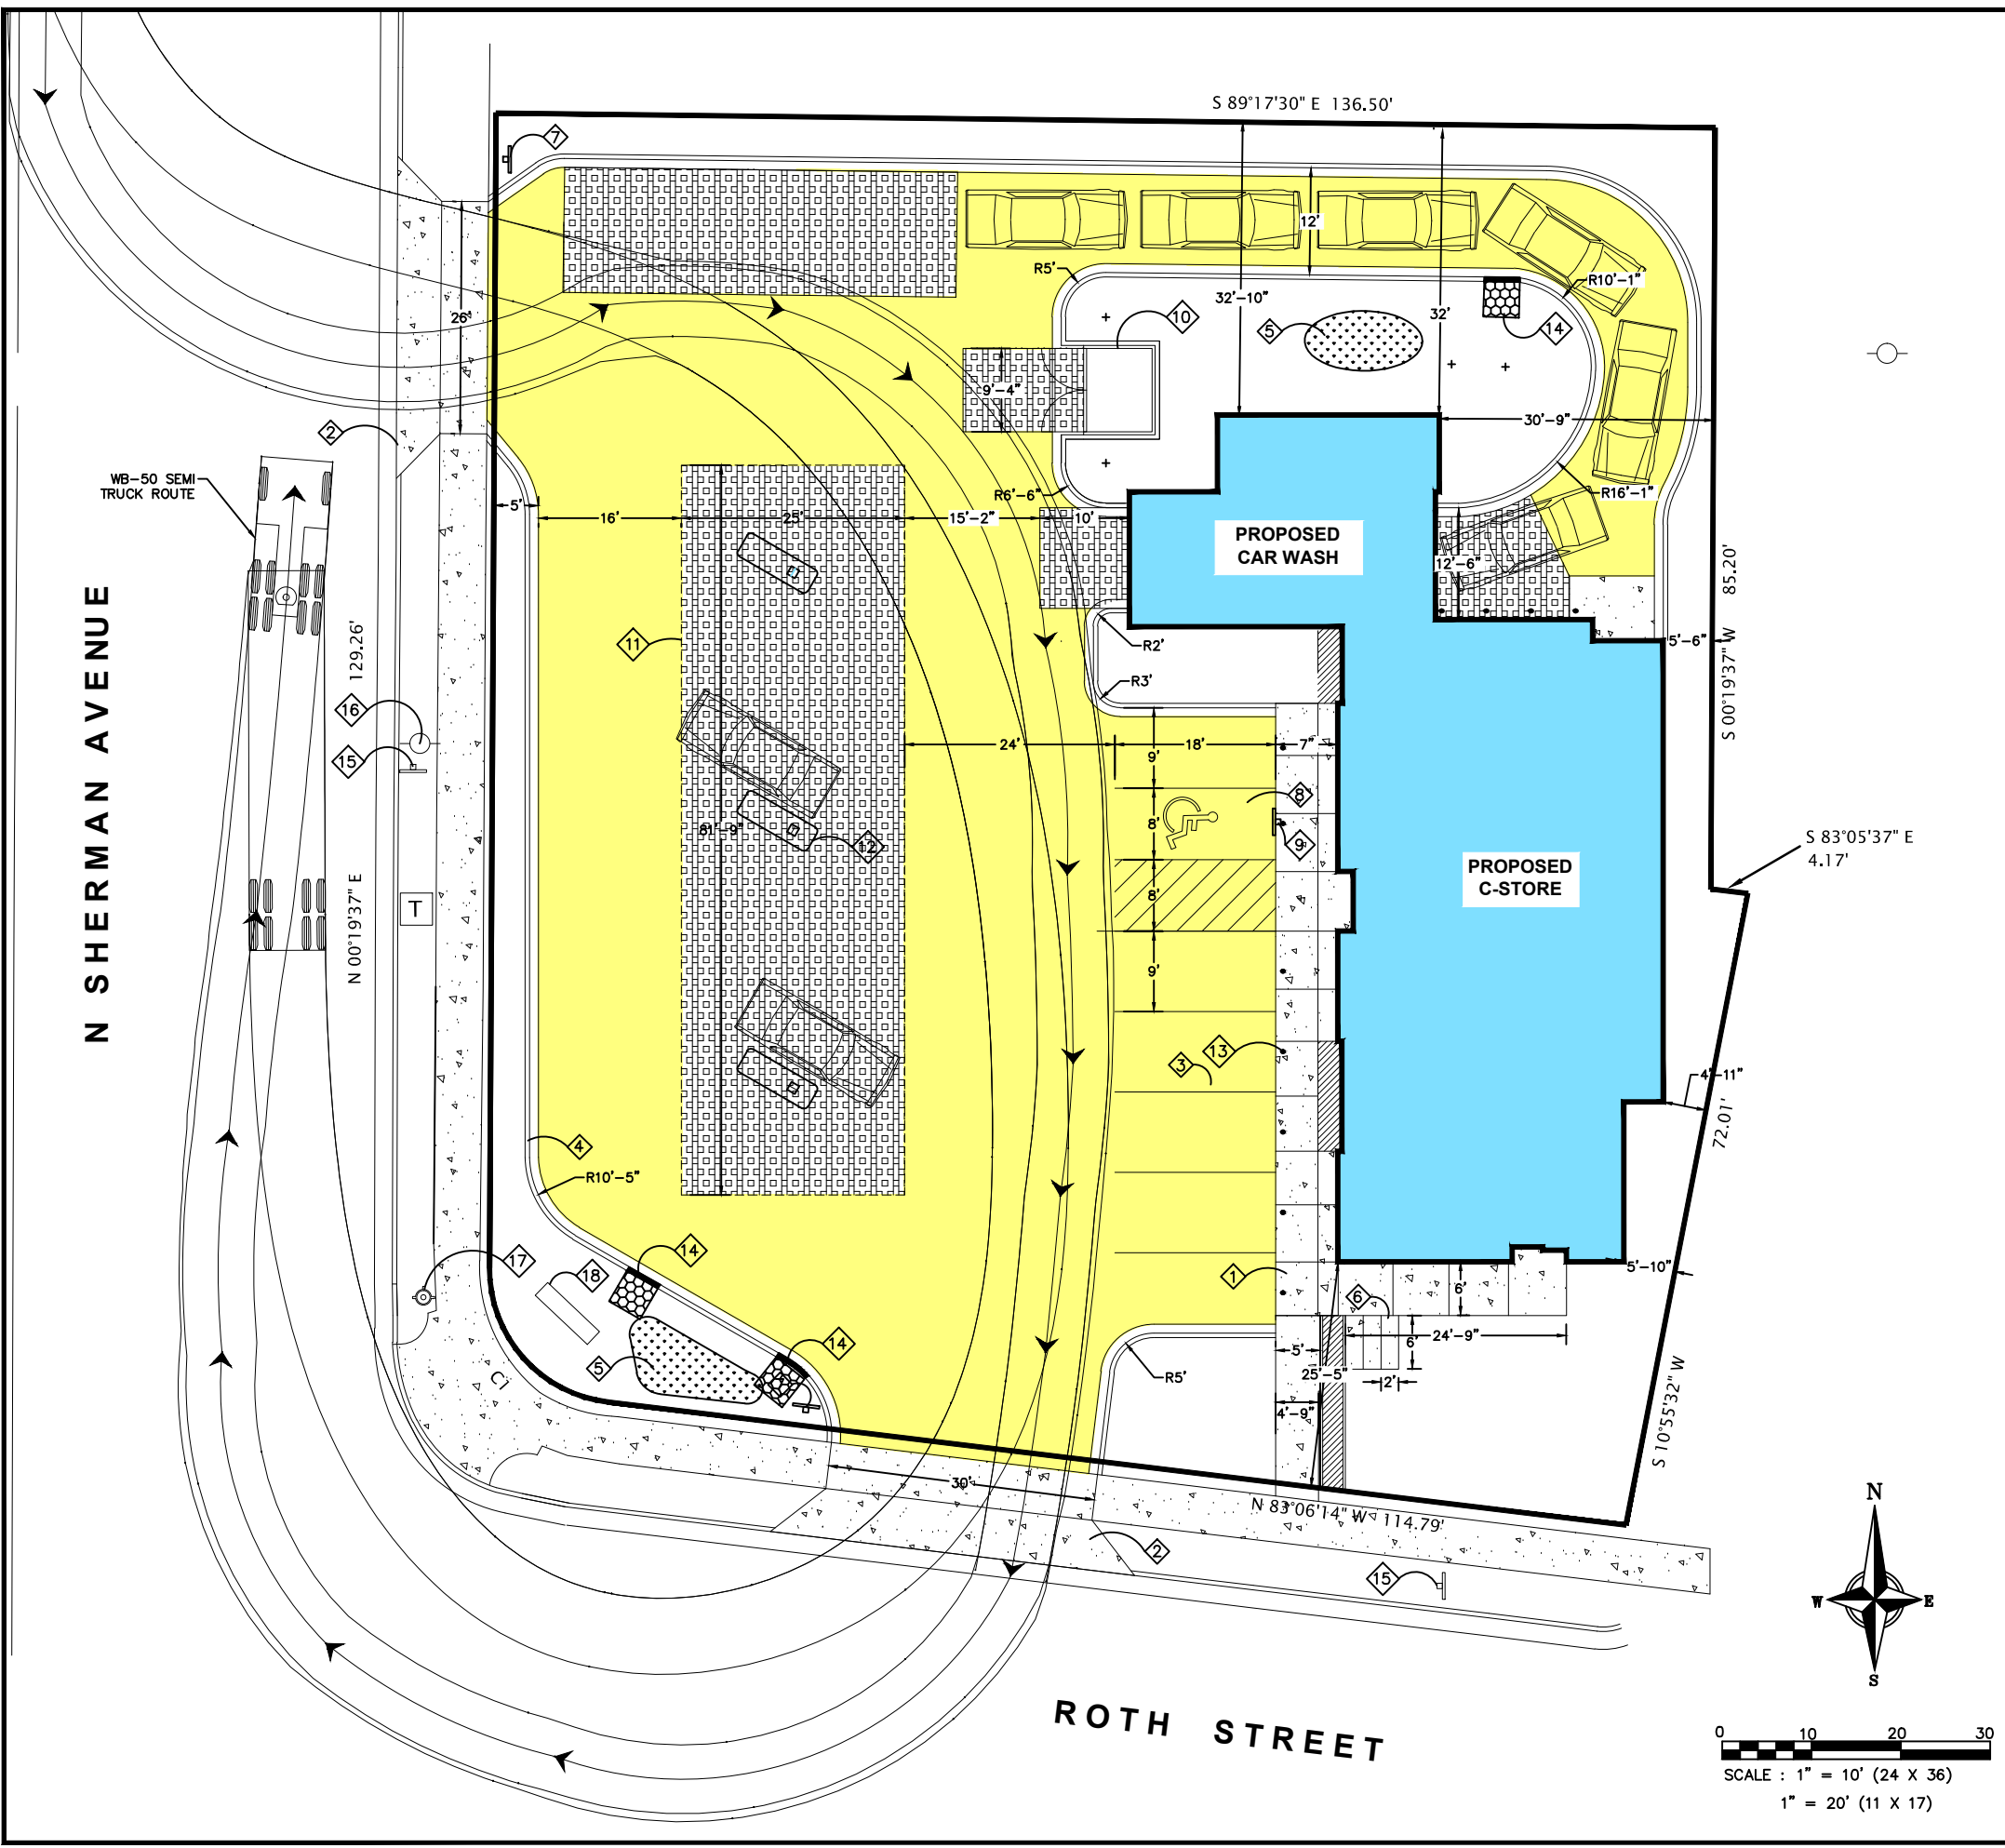 S 89°17'30" E 136.50'
7
12'
R5'
R10'-1"
32'-10"
32'
26'
10
5
14
9'-4"
2
30'-9"
WB-50 SEMI
TRUCK ROUTE
5'
16'
25'
15'-2"
10'
R6'-6"
R16'-1"
PROPOSED
CAR WASH
12'-6"
N SHERMAN AVENUE
N 00°19'37" E 129.26'
S 00°19'37" W 85.20'
11
R2'
5'-6"
R3'
16
15
24'
18'
7"
9'
8
8'
81'-9"
12
9
S 83°05'37" E
4.17'
PROPOSED
C-STORE
8'
T
9'
13
3
4'-11"
72.01'
4
R10'-5"
14
17
18
1
5'-10"
6'
6
24'-9"
6'
14
5
5'
R5'
25'-5"
2'
C1
4'-9"
S 10°55'32" W
30'
N 83°06'14" W 114.79'
2
15
N
W
E
S
ROTH STREET
0 10 20 30
SCALE : 1" = 10' (24 X 36)
1" = 20' (11 X 17)